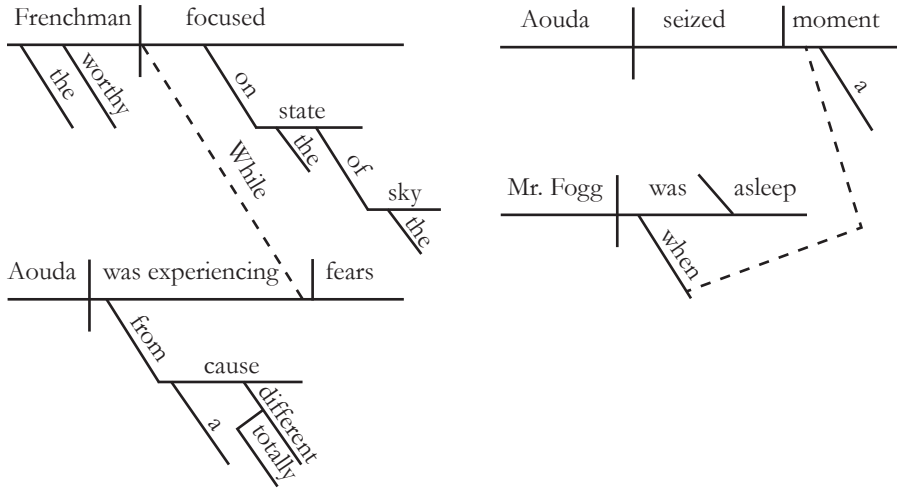 Frenchman focused
the
worthy
on
state
the
of
sky
the
While
Aouda was experiencing fears
from
cause
a
different
totally
Aouda seized moment
a
Mr. Fogg was asleep
when